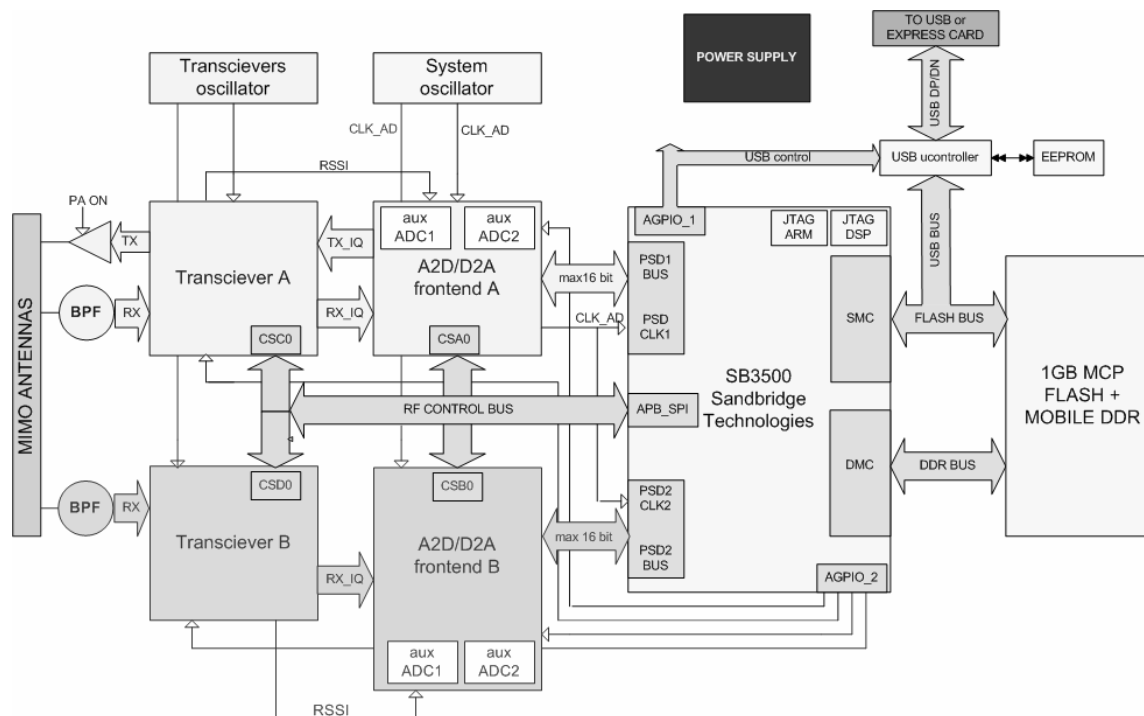 TO USB or
EXPRESS CARD
POWER SUPPLY
Transcievers
oscillator
System
oscillator
USB DP/DN
CLK_AD
CLK_AD
USB control
USB ucontroller
EEPROM
RSSI
PA ON
TX
Transciever A
TX_IQ
aux
ADC1
aux
ADC2
A2D/D2A
frontend A
AGPIO_1
JTAG
ARM
JTAG
DSP
USB BUS
MIMO ANTENNAS
BPF
RX
RX_IQ
max16 bit
PSD1
BUS
PSD
CLK1
CLK_AD
SMC
FLASH BUS
CSC0
CSA0
SB3500
Sandbridge
Technologies
1GB MCP
FLASH +
MOBILE DDR
RF CONTROL BUS
APB_SPI
DMC
DDR BUS
CSD0
CSB0
BPF
RX
Transciever B
RX_IQ
A2D/D2A
frontend B
max 16 bit
PSD2
CLK2
PSD2
BUS
AGPIO_2
aux
ADC1
aux
ADC2
RSSI